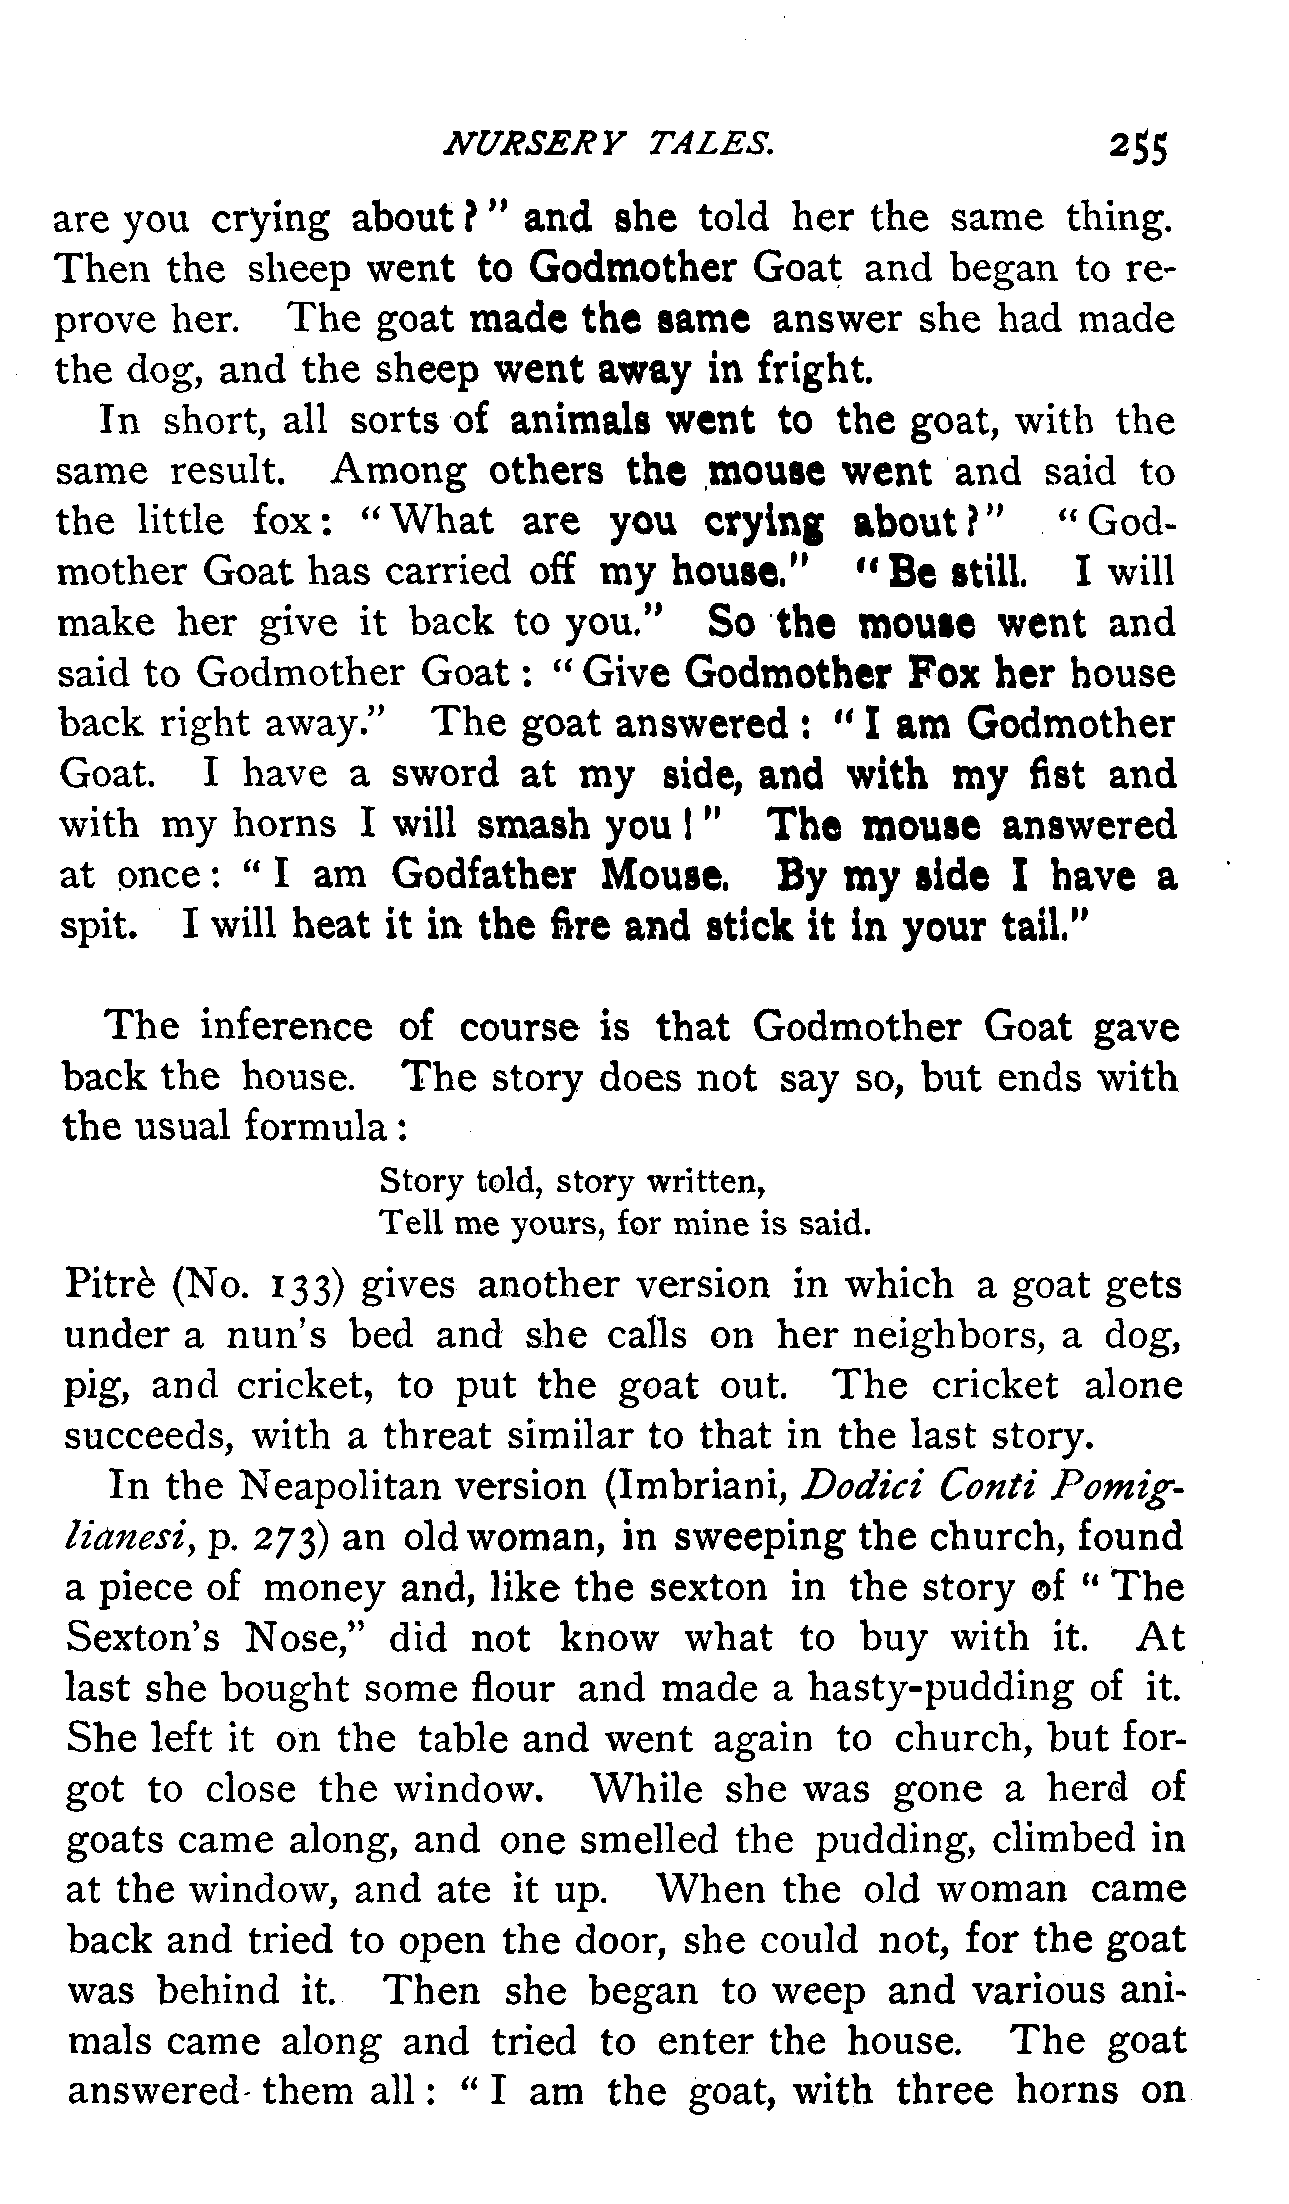 NURSERY TALES. 255
are you crying about?" and she told her the same thing.
Then the sheep went to Godmother Goat and began to re-
prove her. The goat made the same answer she had made
the dog, and the sheep went away in fright.
In short, all sorts of animals went to the goat, with the
same result. Among others the mouse went and said to
the little fox: "What are you crying about?" "God-
mother Goat has carried off my house." "Be still. I will
make her give it back to you." So the mouse went and
said to Godmother Goat: "Give Godmother Fox her house
back right away." The goat answered: "I am Godmother
Goat. I have a sword at my side, and with my fist and
with my horns I will smash you!" The mouse answered
at once: "I am Godfather Mouse. By my side I have a
spit. I will heat it in the fire and stick it in your tail."
The inference of course is that Godmother Goat gave
back the house. The story does not say so, but ends with
the usual formula:
Story told, story written,
Tell me yours, for mine is said.
Pitrè (No. 133) gives another version in which a goat gets
under a nun's bed and she calls on her neighbors, a dog,
pig, and cricket, to put the goat out. The cricket alone
succeeds, with a threat similar to that in the last story.
In the Neapolitan version (Imbriani, Dodici Conti Pomig-
lianesi, p. 273) an old woman, in sweeping the church, found
a piece of money and, like the sexton in the story of "The
Sexton's Nose," did not know what to buy with it. At
last she bought some flour and made a hasty-pudding of it.
She left it on the table and went again to church, but for-
got to close the window. While she was gone a herd of
goats came along, and one smelled the pudding, climbed in
at the window, and ate it up. When the old woman came
back and tried to open the door, she could not, for the goat
was behind it. Then she began to weep and various ani-
mals came along and tried to enter the house. The goat
answered them all: "I am the goat, with three horns on